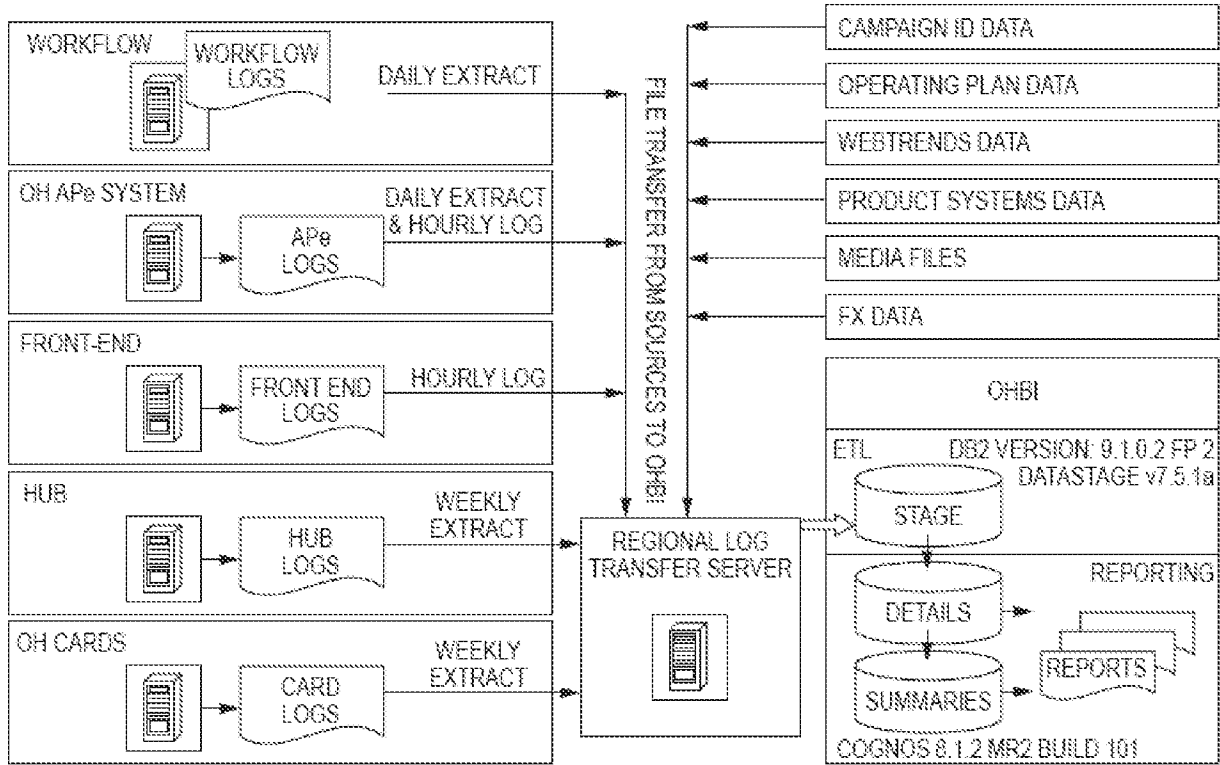 WORKFLOW
WORKFLOW
LOGS
DAILY EXTRACT
OH APe SYSTEM
APe
LOGS
DAILY EXTRACT
& HOURLY LOG
FRONT-END
FRONT END
LOGS
HOURLY LOG
HUB
HUB
LOGS
WEEKLY
EXTRACT
OH CARDS
CARD
LOGS
WEEKLY
EXTRACT
FILE TRANSFER FROM SOURCES TO OHBI
CAMPAIGN ID DATA
OPERATING PLAN DATA
WEBTRENDS DATA
PRODUCT SYSTEMS DATA
MEDIA FILES
FX DATA
REGIONAL LOG
TRANSFER SERVER
OHBI
ETL
DB2 VERSION: 9.1.0.2 FP 2
DATASTAGE v7.5.1a
STAGE
REPORTING
DETAILS
SUMMARIES
REPORTS
COGNOS 8.1.2 MR2 BUILD 101